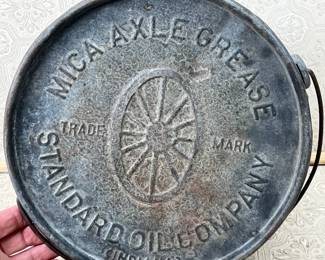 MICA AXLE GREASE
TRADE MARK
STANDARD OIL COMPANY